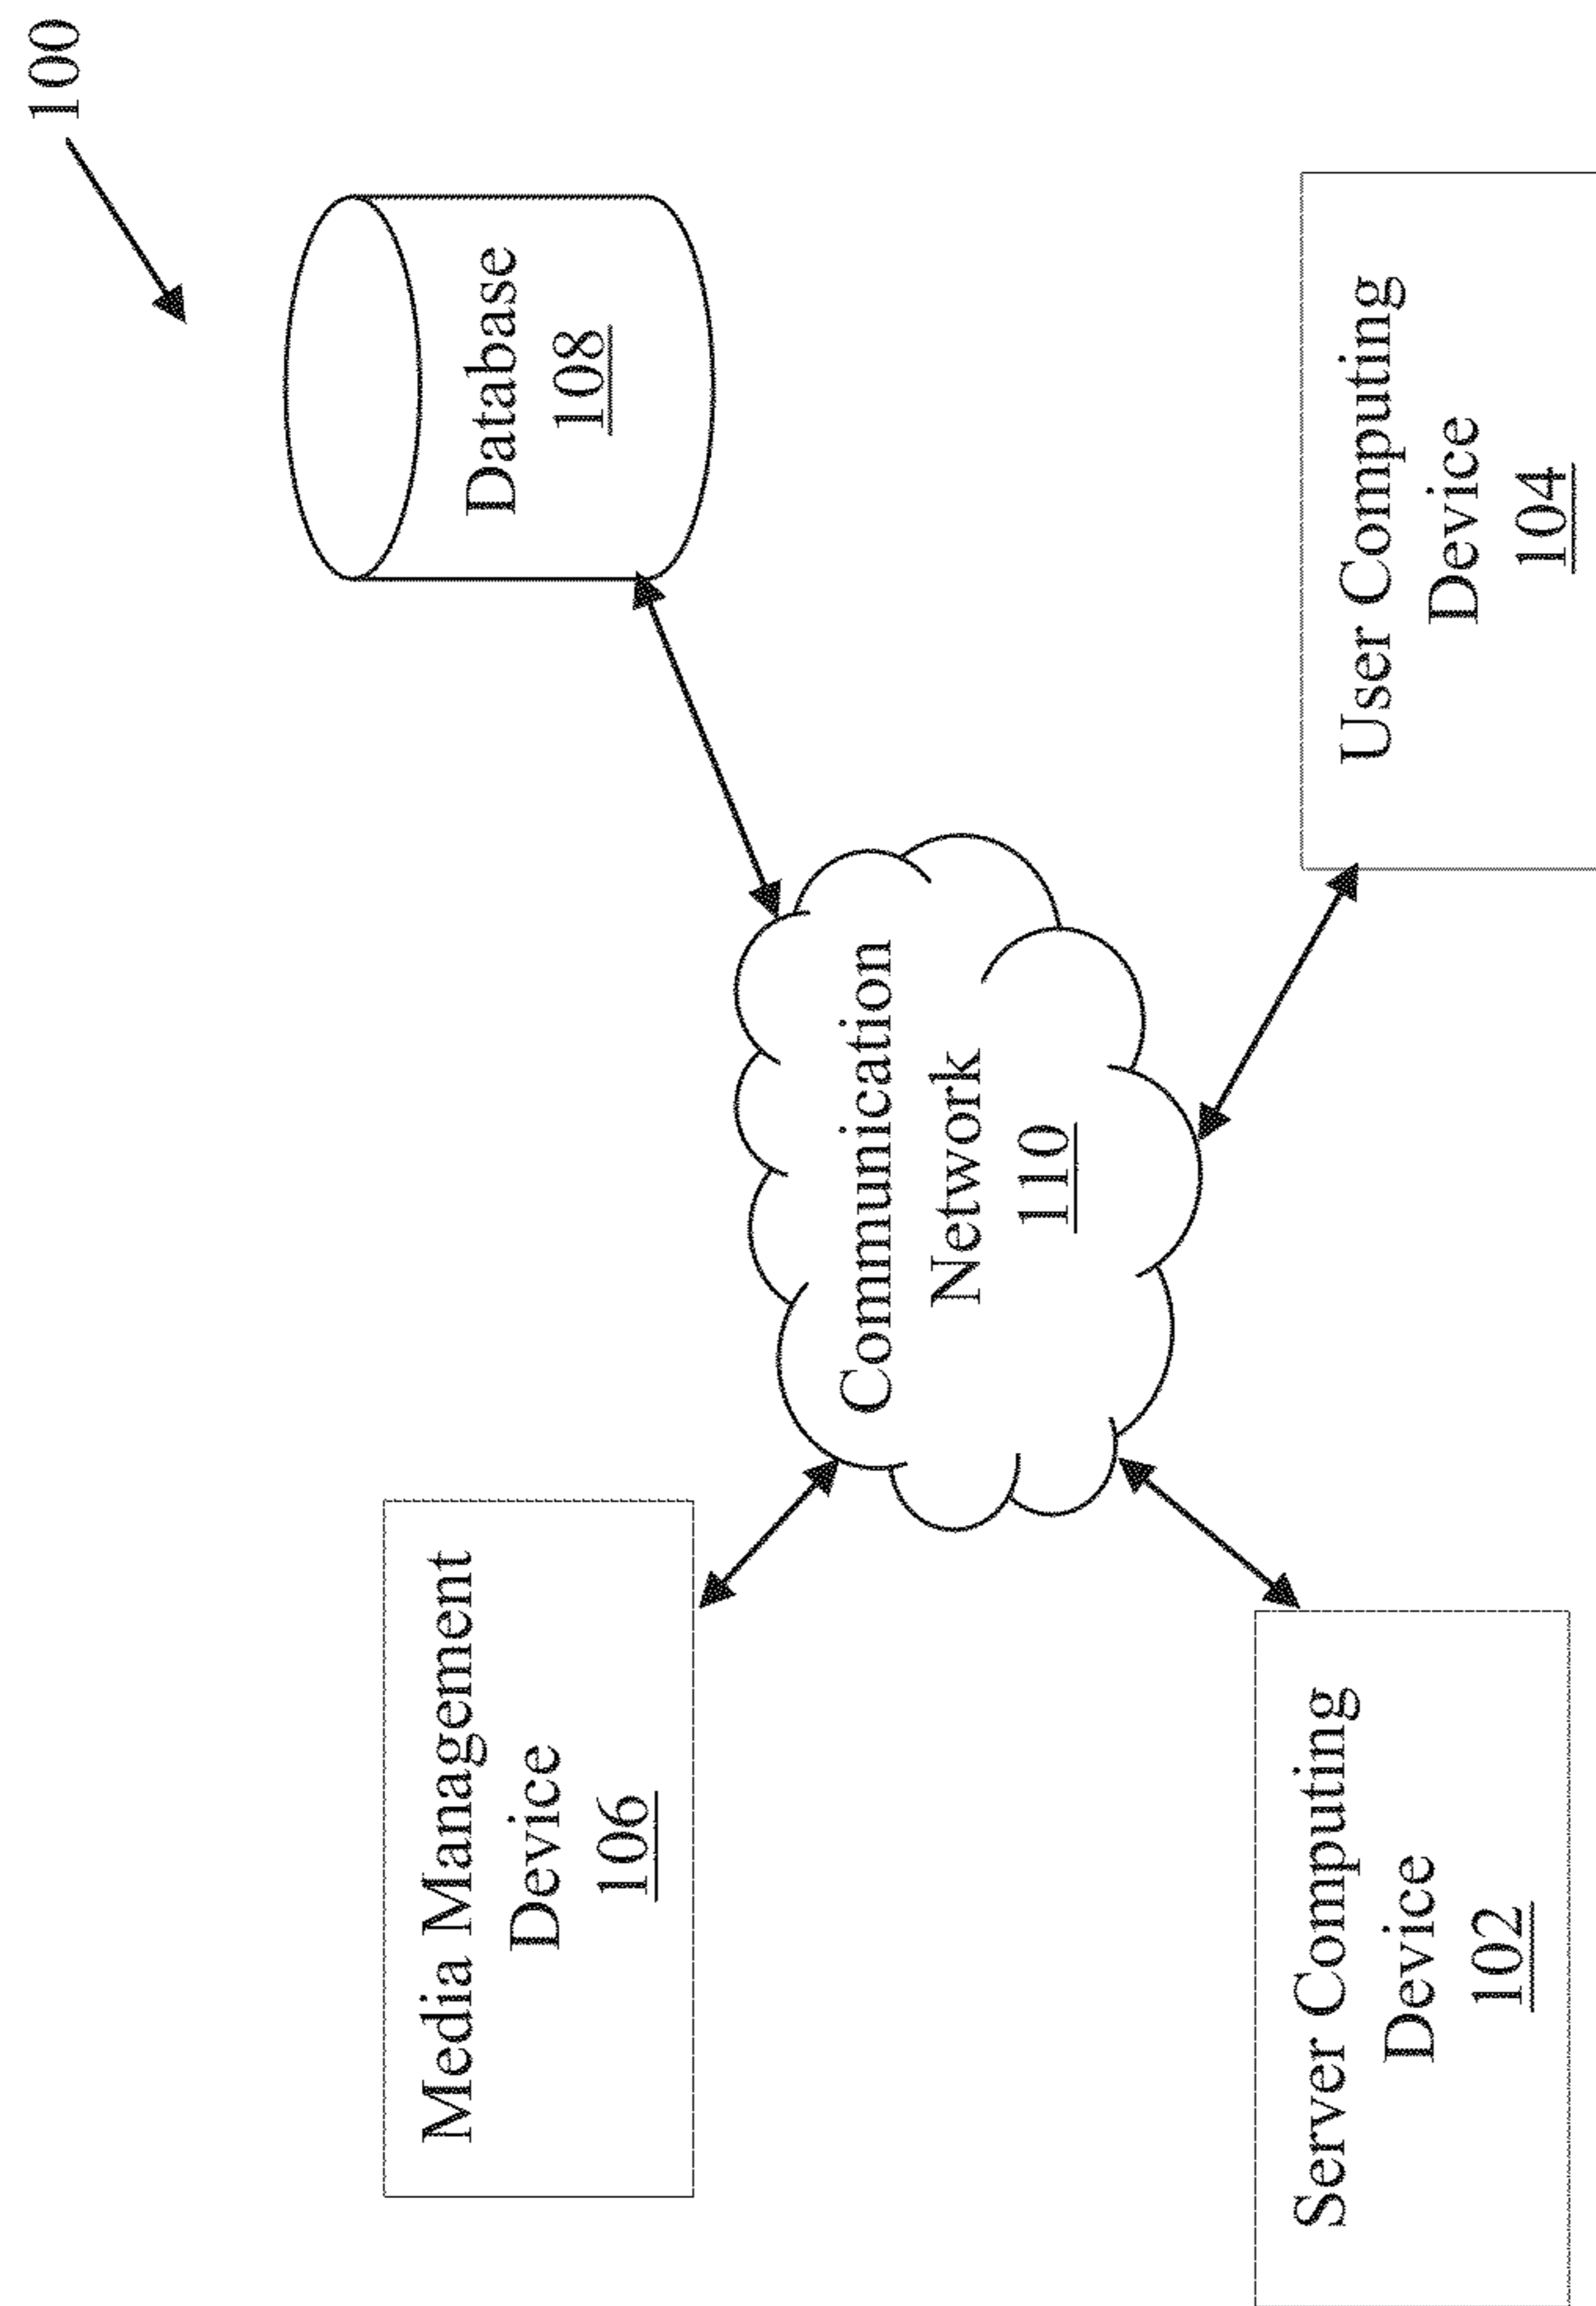 100
Media Management
Device
106
Database
108
Communication
Network
110
Server Computing
Device
102
User Computing
Device
104